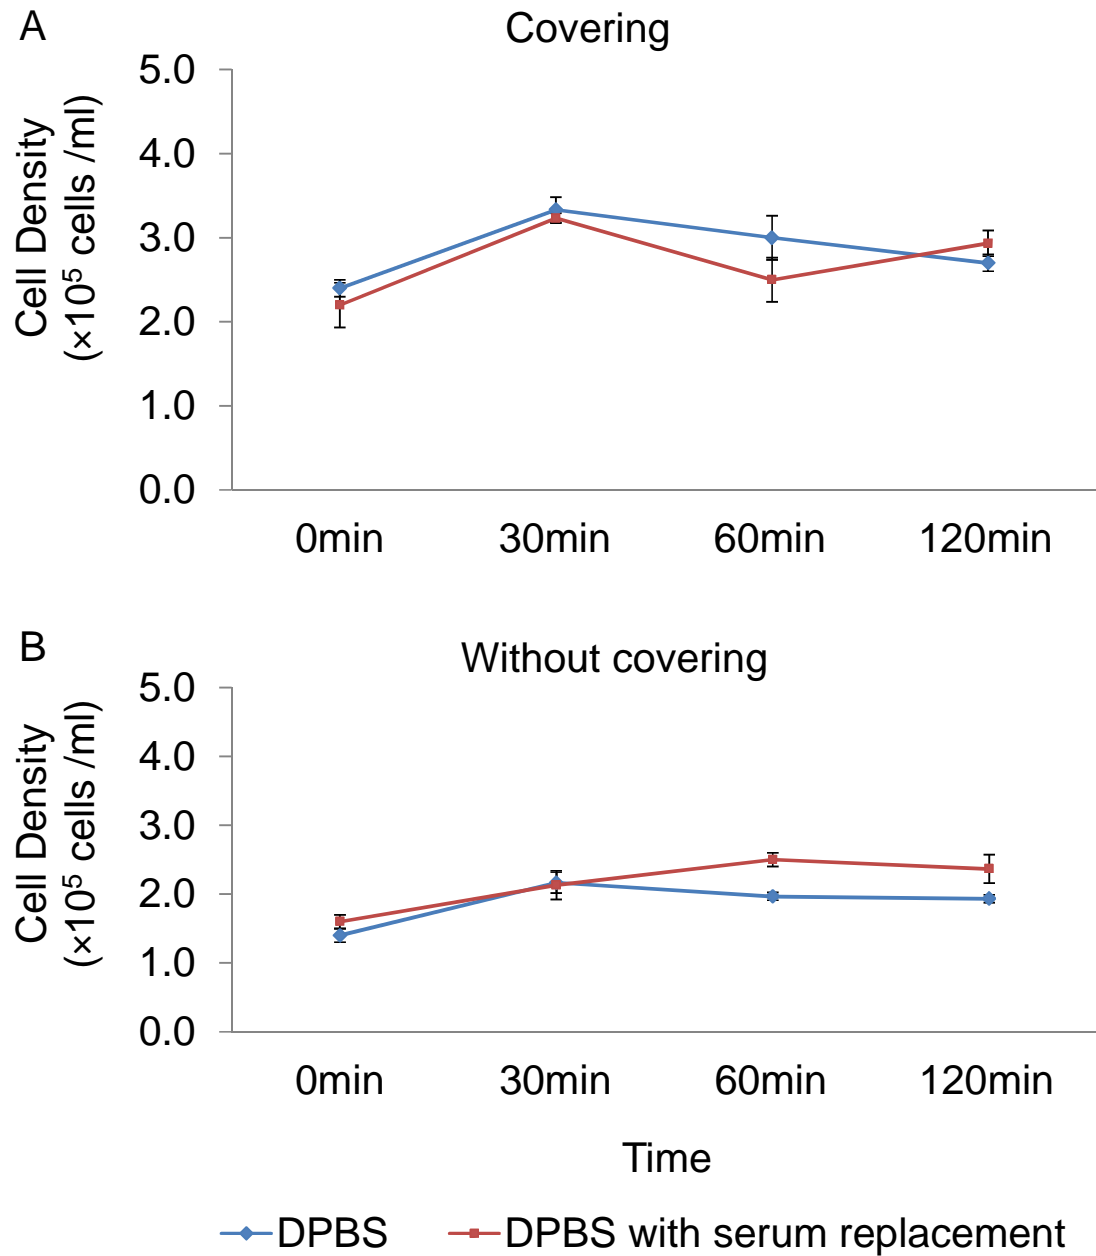 A
Covering
Cell Density
(×10⁵ cells /ml)
5.0
4.0
3.0
2.0
1.0
0.0
0min 30min 60min 120min
B
Without covering
Cell Density
(×10⁵ cells /ml)
5.0
4.0
3.0
2.0
1.0
0.0
0min 30min 60min 120min
Time
DPBS DPBS with serum replacement